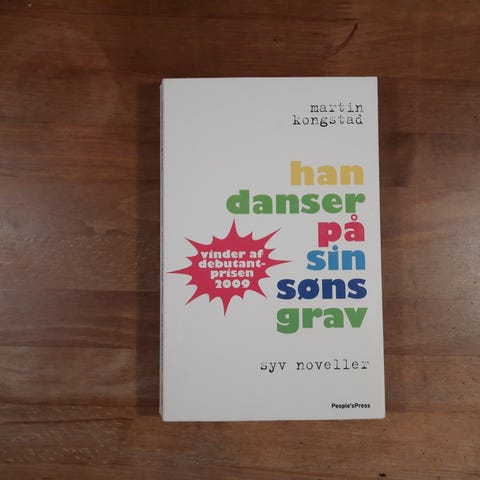 martin
kongstad
han
danser
på
sin
søns
grav
vinder af
debutant-
prisen
2009
syv noveller
People'sPress